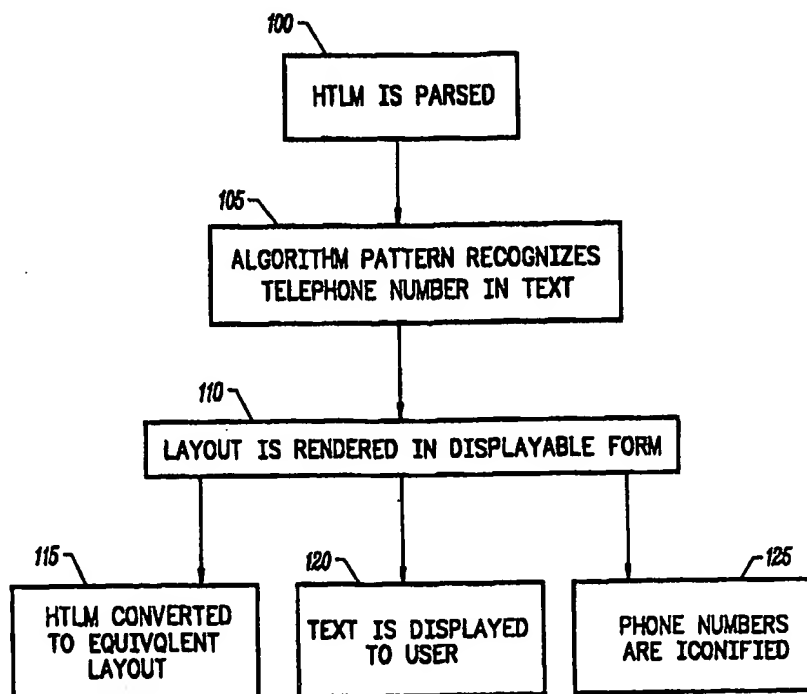 100
HTLM IS PARSED
105
ALGORITHM PATTERN RECOGNIZES
TELEPHONE NUMBER IN TEXT
110
LAYOUT IS RENDERED IN DISPLAYABLE FORM
115
HTLM CONVERTED
TO EQUIVQLENT
LAYOUT
120
TEXT IS DISPLAYED
TO USER
125
PHONE NUMBERS
ARE ICONIFIED